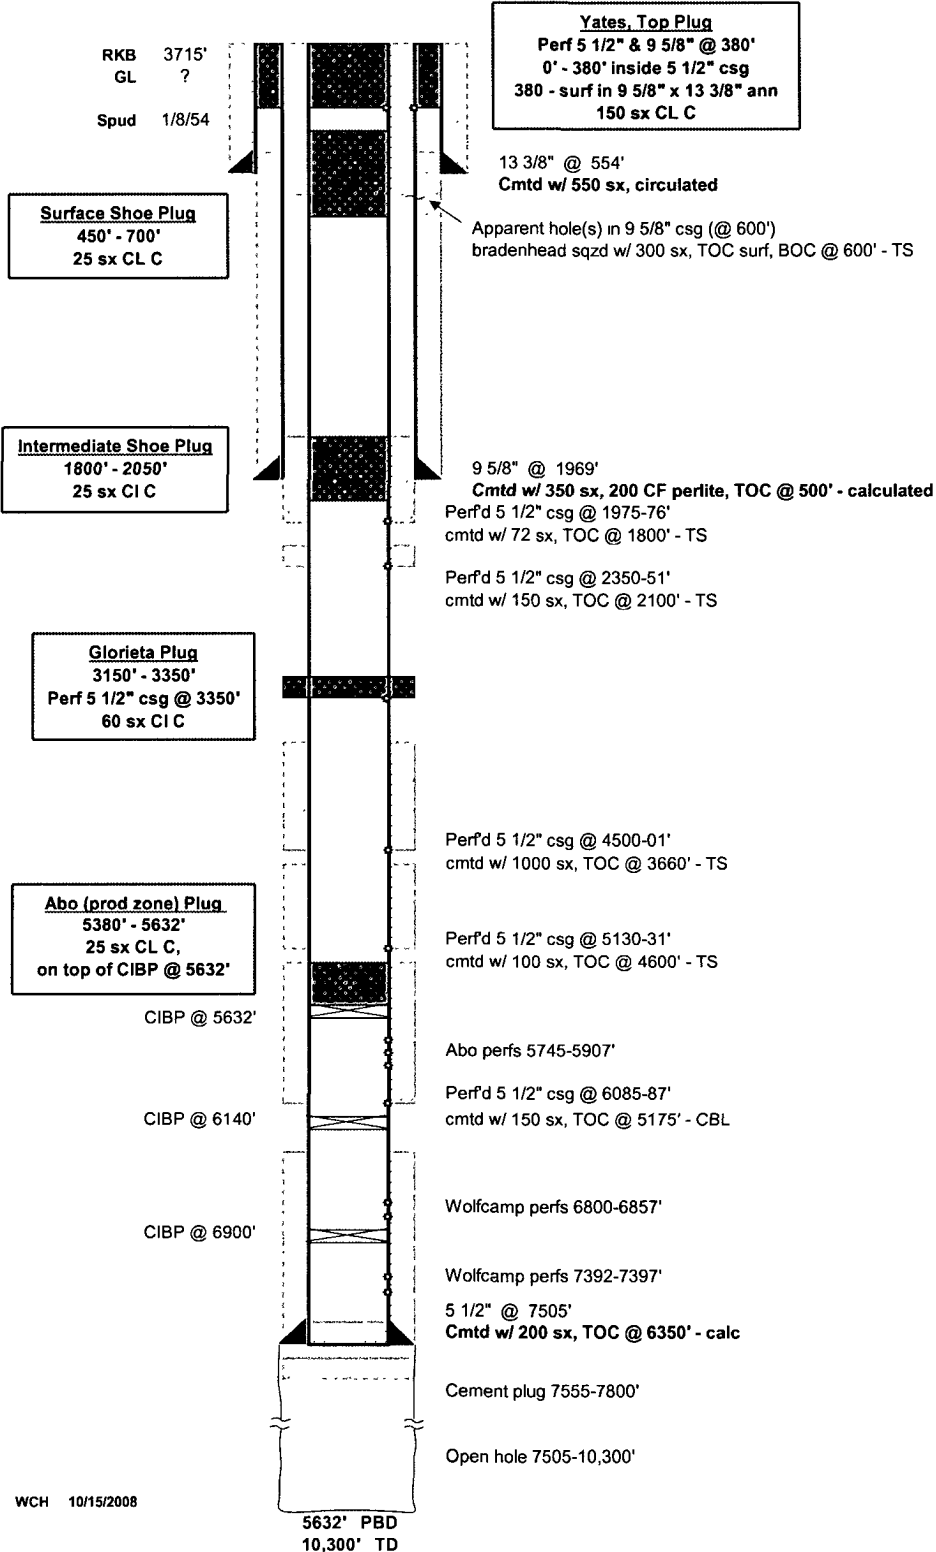 Yates, Top Plug
Perf 5 1/2" & 9 5/8" @ 380'
0' - 380' inside 5 1/2" csg
380 - surf in 9 5/8" x 13 3/8" ann
150 sx CL C
RKB 3715'
GL ?
Spud 1/8/54
13 3/8" @ 554'
Cmtd w/ 550 sx, circulated
Surface Shoe Plug
450' - 700'
25 sx CL C
Apparent hole(s) in 9 5/8" csg (@ 600')
bradenhead sqzd w/ 300 sx, TOC surf, BOC @ 600' - TS
Intermediate Shoe Plug
1800' - 2050'
25 sx Cl C
9 5/8" @ 1969'
Cmtd w/ 350 sx, 200 CF perlite, TOC @ 500' - calculated
Perf'd 5 1/2" csg @ 1975-76'
cmtd w/ 72 sx, TOC @ 1800' - TS
Perf'd 5 1/2" csg @ 2350-51'
cmtd w/ 150 sx, TOC @ 2100' - TS
Glorieta Plug
3150' - 3350'
Perf 5 1/2" csg @ 3350'
60 sx Cl C
Perf'd 5 1/2" csg @ 4500-01'
cmtd w/ 1000 sx, TOC @ 3660' - TS
Abo (prod zone) Plug
5380' - 5632'
25 sx CL C,
on top of CIBP @ 5632'
Perf'd 5 1/2" csg @ 5130-31'
cmtd w/ 100 sx, TOC @ 4600' - TS
CIBP @ 5632'
Abo perfs 5745-5907'
Perf'd 5 1/2" csg @ 6085-87'
CIBP @ 6140'
cmtd w/ 150 sx, TOC @ 5175' - CBL
Wolfcamp perfs 6800-6857'
CIBP @ 6900'
Wolfcamp perfs 7392-7397'
5 1/2" @ 7505'
Cmtd w/ 200 sx, TOC @ 6350' - calc
Cement plug 7555-7800'
Open hole 7505-10,300'
WCH 10/15/2008
5632' PBD
10,300' TD